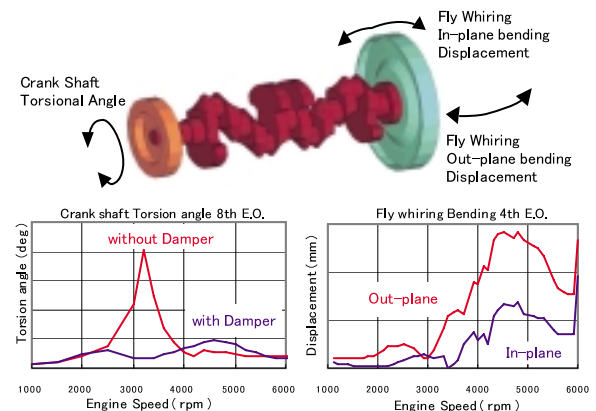 Fly Whiring
In-plane bending
Displacement
Crank Shaft
Torsional Angle
Fly Whiring
Out-plane bending
Displacement
Crank shaft Torsion angle 8th E.O.
Torsion angle (deg)
without Damper
with Damper
1000 2000 3000 4000 5000 6000
Engine Speed (rpm)
Fly whiring Bending 4th E.O.
Displacement (mm)
Out-plane
In-plane
1000 2000 3000 4000 5000 6000
Engine Speed (rpm)